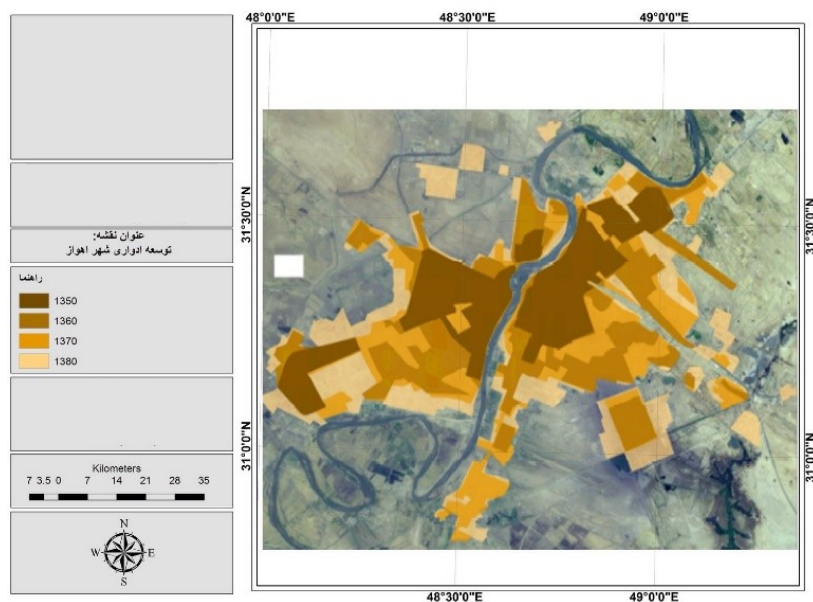 48°0'0"E 48°30'0"E 49°0'0"E
31°30'0"N
31°30'0"N
31°0'0"N
31°0'0"N
48°30'0"E 49°0'0"E
عنوان نقشه:
توسعه ادواری شهر اهواز
راهنما
1350
1360
1370
1380
Kilometers
7 3.5 0 7 14 21 28 35
N
W E
S